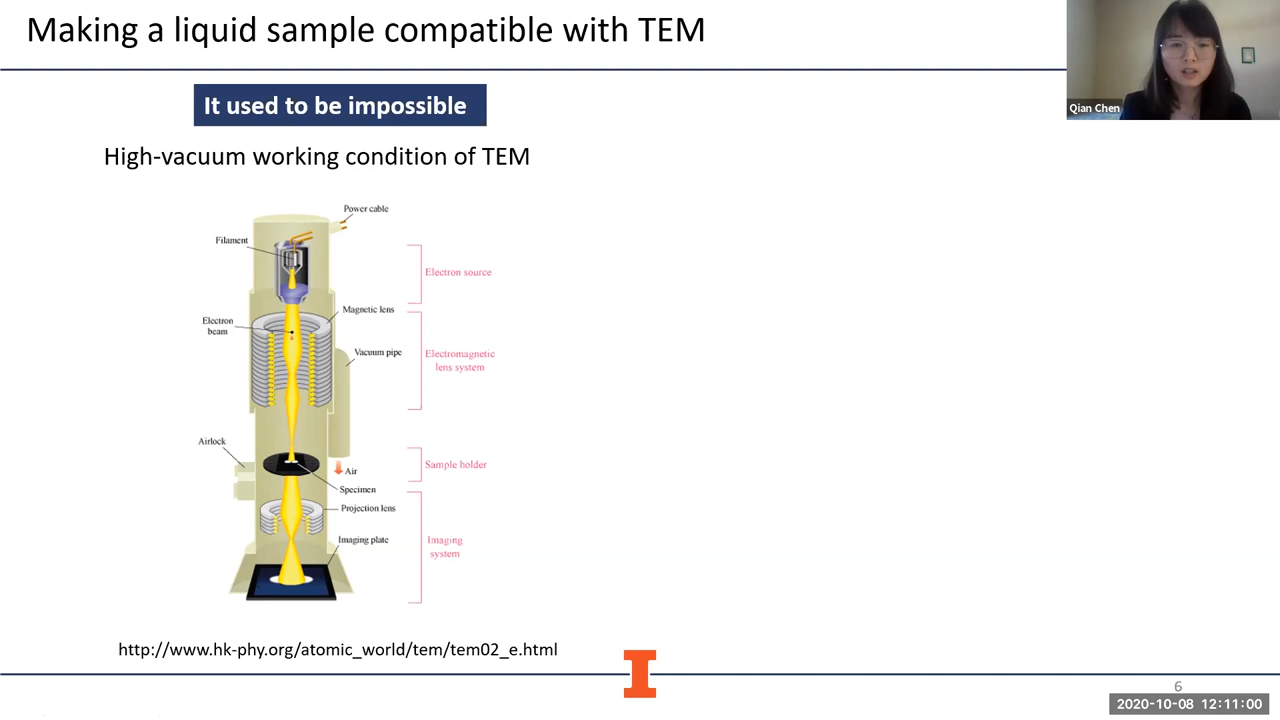 Making a liquid sample compatible with TEM
Qian Chen
It used to be impossible
High-vacuum working condition of TEM
Power cable
Filament
Electron source
Magnetic lens
Electron
beam
Vacuum pipe
Electromagnetic
lens system
Airlock
Air
Sample holder
Specimen
Projection lens
Imaging plate
Imaging
system
http://www.hk-phy.org/atomic_world/tem/tem02_e.html
I
6
2020-10-08 12:11:00